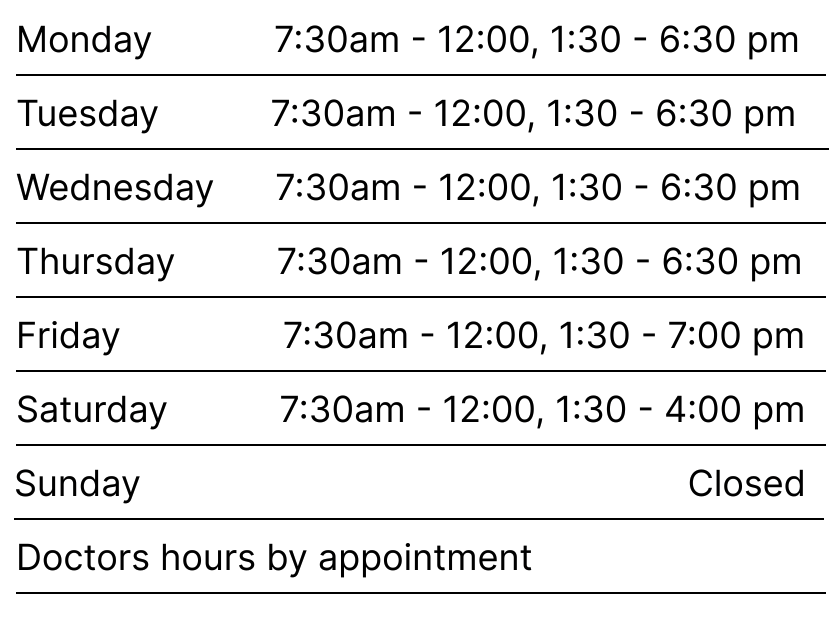 Monday 7:30am - 12:00, 1:30 - 6:30 pm
Tuesday 7:30am - 12:00, 1:30 - 6:30 pm
Wednesday 7:30am - 12:00, 1:30 - 6:30 pm
Thursday 7:30am - 12:00, 1:30 - 6:30 pm
Friday 7:30am - 12:00, 1:30 - 7:00 pm
Saturday 7:30am - 12:00, 1:30 - 4:00 pm
Sunday Closed
Doctors hours by appointment